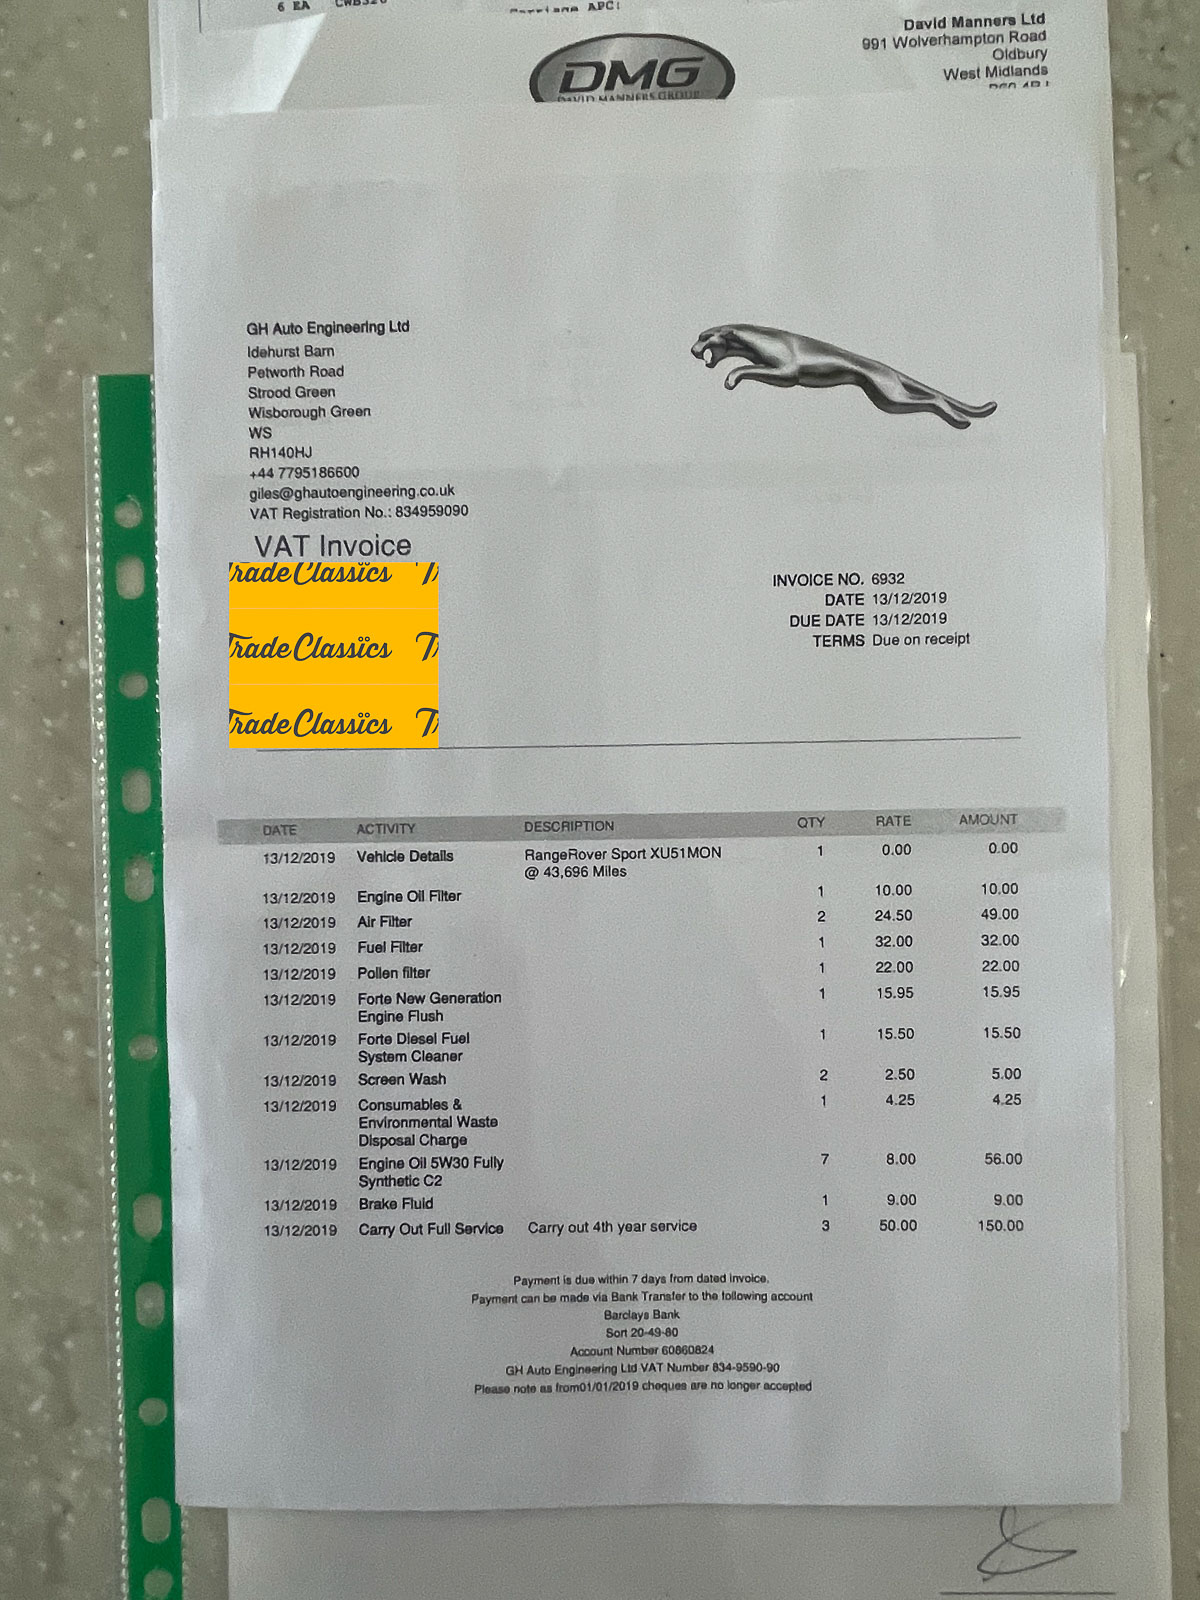 6 EA
David Manners Ltd
991 Wolverhampton Road
Oldbury
West Midlands
DMG
DAVID MANNERS GROUP
GH Auto Engineering Ltd
Idehurst Barn
Petworth Road
Strood Green
Wisborough Green
WS
RH140HJ
+44 7795186600
giles@ghautoengineering.co.uk
VAT Registration No.: 834959090
VAT Invoice
Trade Classïcs
Trade Classïcs
Trade Classïcs
INVOICE NO. 6932
DATE 13/12/2019
DUE DATE 13/12/2019
TERMS Due on receipt
DATE ACTIVITY DESCRIPTION QTY RATE AMOUNT
13/12/2019 Vehicle Details RangeRover Sport XU51MON 1 0.00 0.00
@ 43,696 Miles
13/12/2019 Engine Oil Filter 1 10.00 10.00
13/12/2019 Air Filter 2 24.50 49.00
13/12/2019 Fuel Filter 1 32.00 32.00
13/12/2019 Pollen filter 1 22.00 22.00
13/12/2019 Forte New Generation 1 15.95 15.95
Engine Flush
13/12/2019 Forte Diesel Fuel 1 15.50 15.50
System Cleaner
13/12/2019 Screen Wash 2 2.50 5.00
13/12/2019 Consumables & 1 4.25 4.25
Environmental Waste
Disposal Charge
13/12/2019 Engine Oil 5W30 Fully 7 8.00 56.00
Synthetic C2
13/12/2019 Brake Fluid 1 9.00 9.00
13/12/2019 Carry Out Full Service Carry out 4th year service 3 50.00 150.00
Payment is due within 7 days from dated invoice.
Payment can be made via Bank Transfer to the following account
Barclays Bank
Sort 20-49-80
Account Number 60860824
GH Auto Engineering Ltd VAT Number 834-9590-90
Please note as from01/01/2019 cheques are no longer accepted